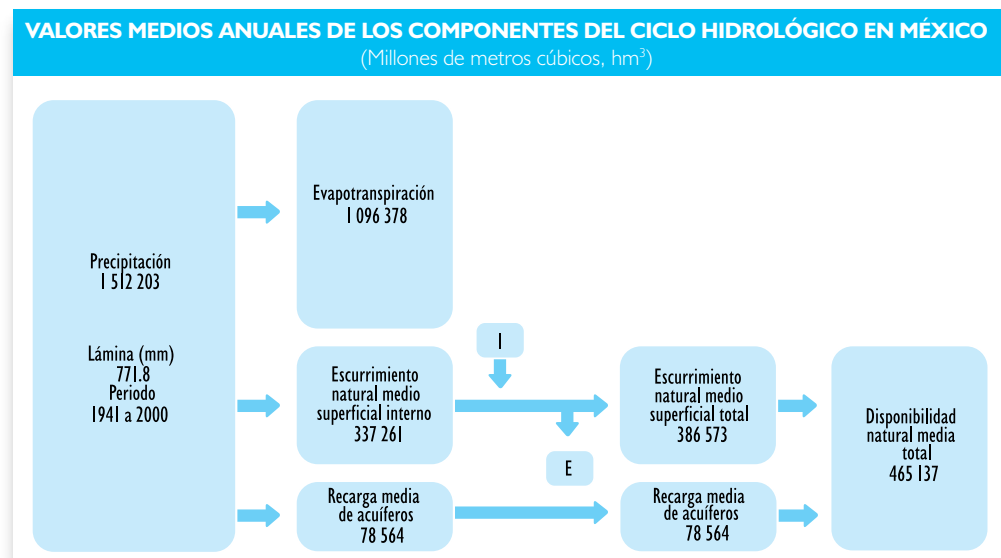 VALORES MEDIOS ANUALES DE LOS COMPONENTES DEL CICLO HIDROLÓGICO EN MÉXICO
(Millones de metros cúbicos, hm³)
Precipitación
1 512 203
Lámina (mm)
771.8
Periodo
1941 a 2000
Evapotranspiración
1 096 378
Escurrimiento
natural medio
superficial interno
337 261
Recarga media
de acuíferos
78 564
I
E
Escurrimiento
natural medio
superficial total
386 573
Recarga media
de acuíferos
78 564
Disponibilidad
natural media
total
465 137